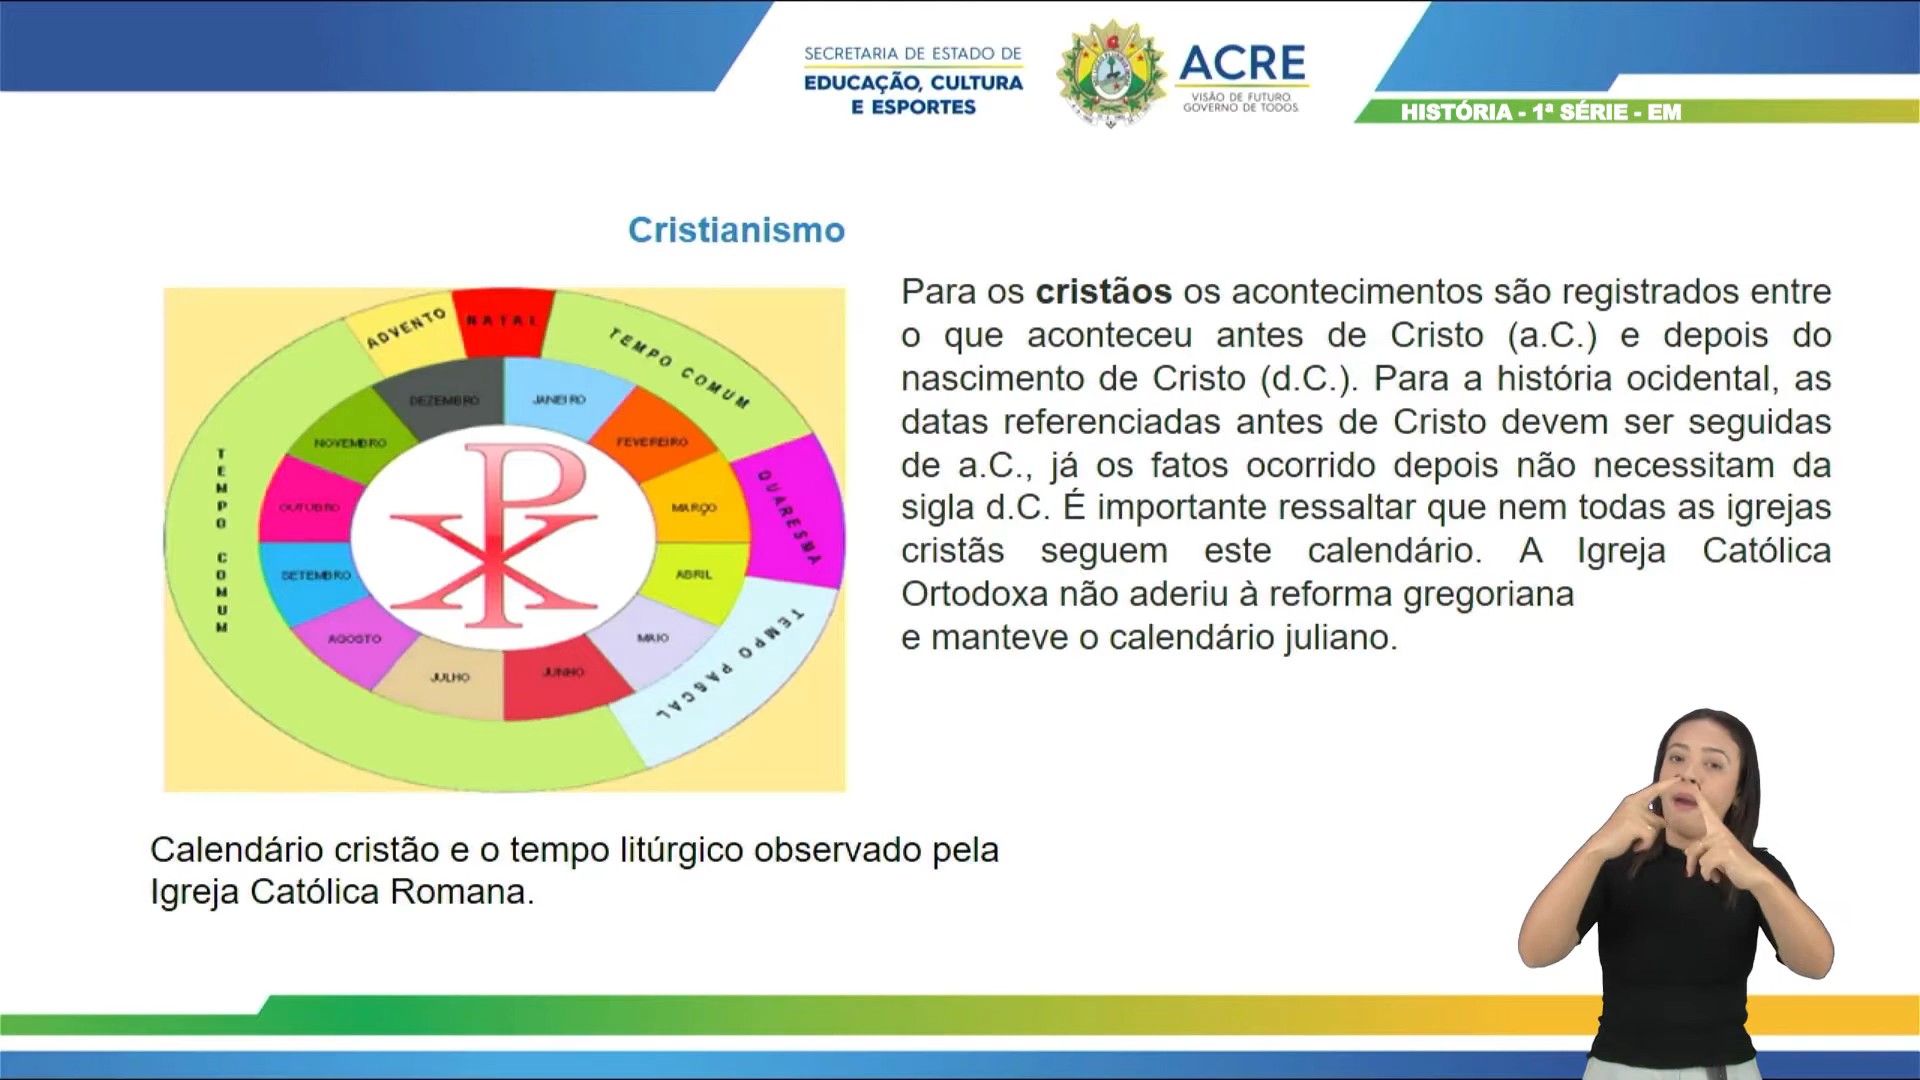 SECRETARIA DE ESTADO DE
EDUCAÇÃO, CULTURA
E ESPORTES
ACRE
VISÃO DE FUTURO.
GOVERNO DE TODOS.
HISTÓRIA - 1ª SÉRIE - EM
Cristianismo
ADVENTO
NATAL
TEMPO COMUM
QUARESMA
TEMPO PASCAL
TEMPO COMUM
DEZEMBRO
JANEIRO
NOVEMBRO
FEVEREIRO
OUTUBRO
MARÇO
SETEMBRO
ABRIL
AGOSTO
MAIO
JULHO
JUNHO
Para os cristãos os acontecimentos são registrados entre
o que aconteceu antes de Cristo (a.C.) e depois do
nascimento de Cristo (d.C.). Para a história ocidental, as
datas referenciadas antes de Cristo devem ser seguidas
de a.C., já os fatos ocorrido depois não necessitam da
sigla d.C. É importante ressaltar que nem todas as igrejas
cristãs seguem este calendário. A Igreja Católica
Ortodoxa não aderiu à reforma gregoriana
e manteve o calendário juliano.
Calendário cristão e o tempo litúrgico observado pela
Igreja Católica Romana.